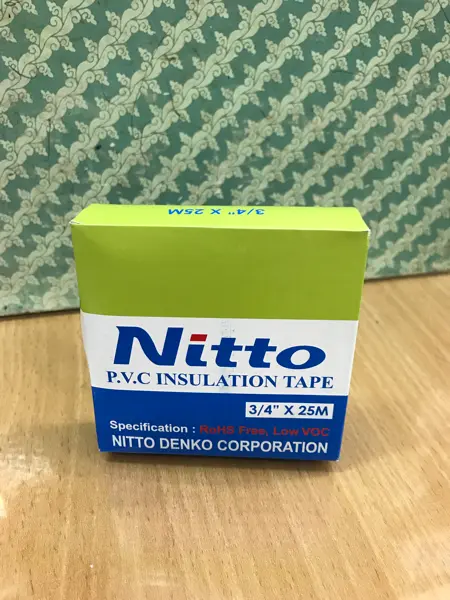 3/4" X 25M
Nitto
P.V.C INSULATION TAPE
3/4" X 25M
Specification : RoHS Free, Low VOC
NITTO DENKO CORPORATION